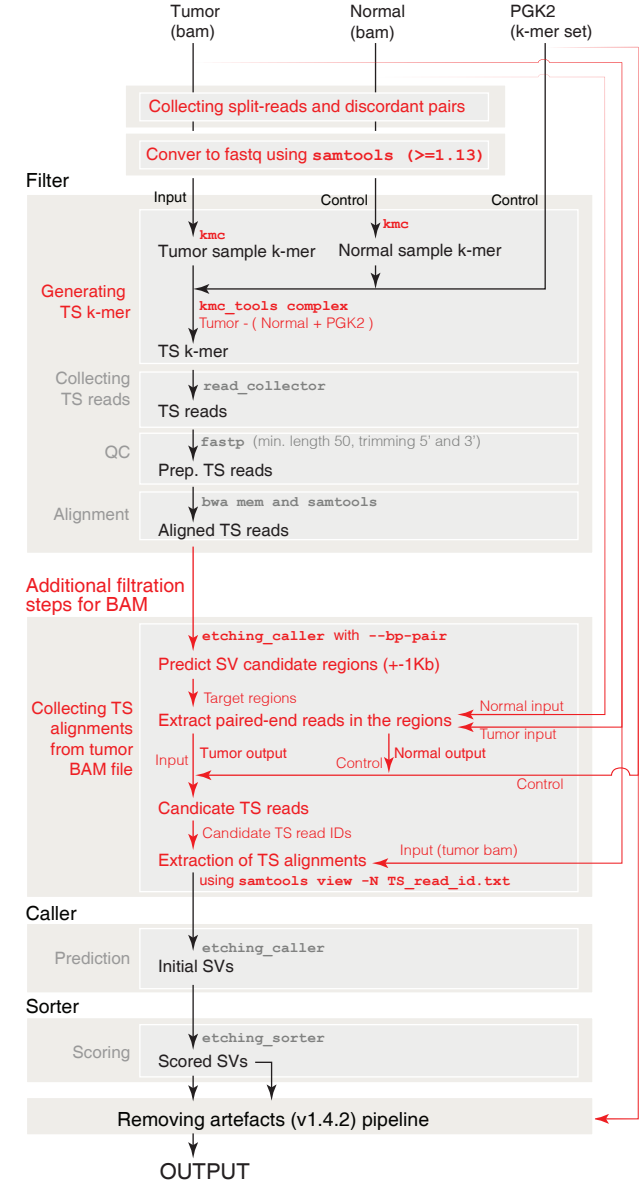 Tumor
(bam)
Normal
(bam)
PGK2
(k-mer set)
Collecting split-reads and discordant pairs
Conver to fastq using samtools (>=1.13)
Filter
Input
Control
Control
kmc
kmc
Tumor sample k-mer
Normal sample k-mer
Generating
TS k-mer
kmc_tools complex
Tumor - ( Normal + PGK2 )
TS k-mer
Collecting
TS reads
read_collector
TS reads
QC
fastp (min. length 50, trimming 5' and 3')
Prep. TS reads
Alignment
bwa mem and samtools
Aligned TS reads
Additional filtration
steps for BAM
etching_caller with --bp-pair
Predict SV candidate regions (+-1Kb)
Collecting TS
alignments
from tumor
BAM file
Target regions
Normal input
Extract paired-end reads in the regions
Tumor input
Input
Tumor output
Control
Normal output
Control
Candicate TS reads
Candidate TS read IDs
Input (tumor bam)
Extraction of TS alignments
using samtools view -N TS_read_id.txt
Caller
Prediction
etching_caller
Initial SVs
Sorter
Scoring
etching_sorter
Scored SVs
Removing artefacts (v1.4.2) pipeline
OUTPUT